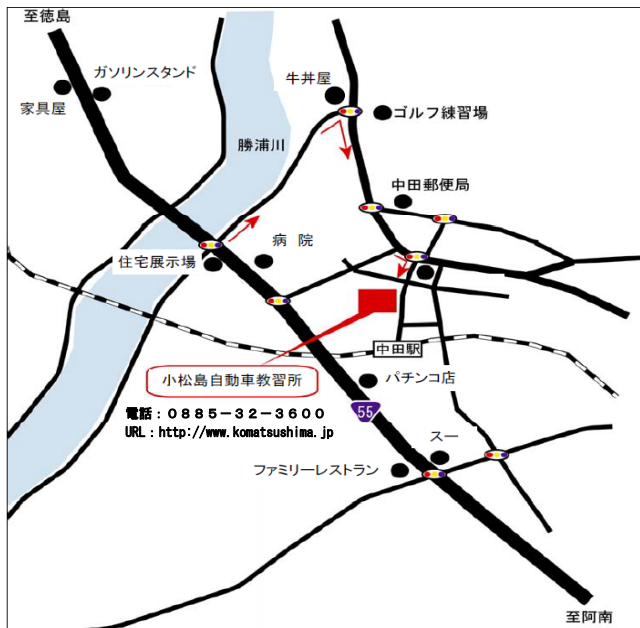 至徳島
ガソリンスタンド
家具屋
牛丼屋
ゴルフ練習場
勝浦川
中田郵便局
病 院
住宅展示場
中田駅
小松島自動車教習所
パチンコ店
電話:0885-32-3600
URL:http://www.komatsushima.jp
55
スー
ファミリーレストラン
至阿南